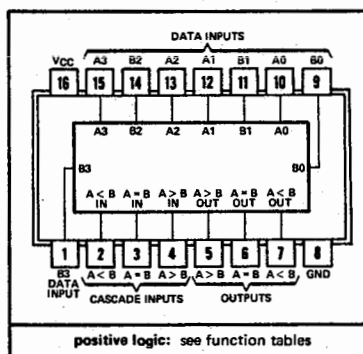 DATA INPUTS
VCC A3 B2 A2 A1 B1 A0 B0
16 15 14 13 12 11 10 9
A3 B2 A2 A1 B1 A0
B3 B0
A < B A = B A > B A > B A = B A < B
IN IN IN OUT OUT OUT
1 2 3 4 5 6 7 8
B3 A < B A = B A > B A > B A = B A < B GND
DATA
INPUT CASCADE INPUTS OUTPUTS
positive logic: see function tables